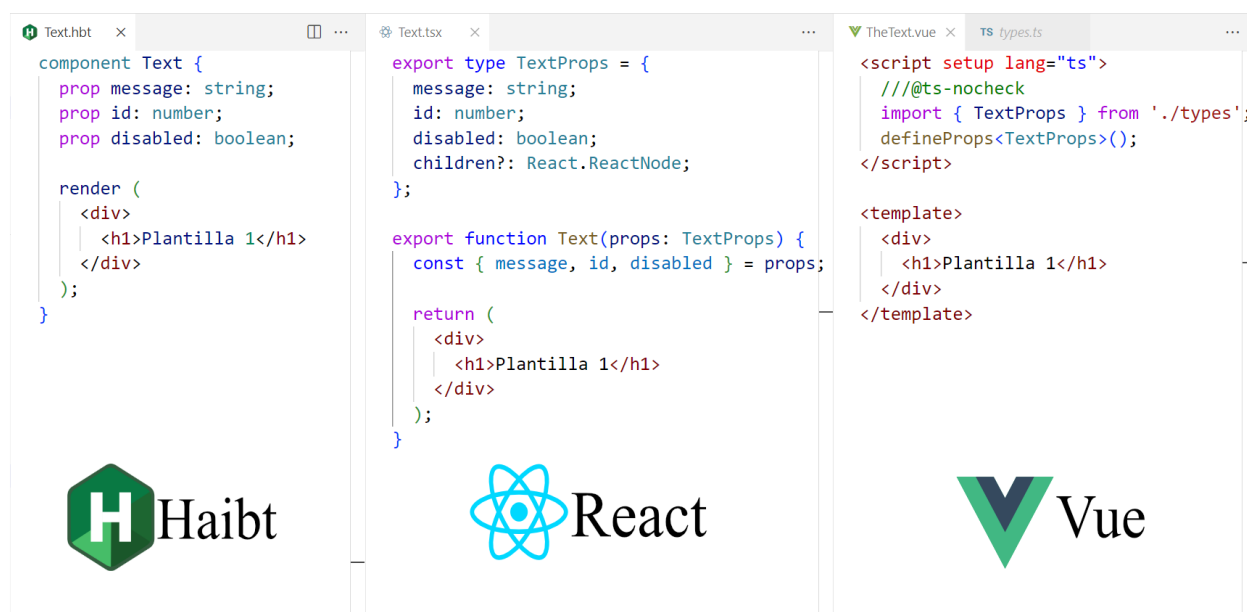 Text.hbt
component Text {
prop message: string;
prop id: number;
prop disabled: boolean;
render (
<div>
<h1>Plantilla 1</h1>
</div>
);
}
H Haibt
Text.tsx
export type TextProps = {
message: string;
id: number;
disabled: boolean;
children?: React.ReactNode;
};
export function Text(props: TextProps) {
const { message, id, disabled } = props;
return (
<div>
<h1>Plantilla 1</h1>
</div>
);
}
React
TheText.vue TS types.ts
<script setup lang="ts">
///@ts-nocheck
import { TextProps } from './types';
defineProps<TextProps>();
</script>
<template>
<div>
<h1>Plantilla 1</h1>
</div>
</template>
Vue